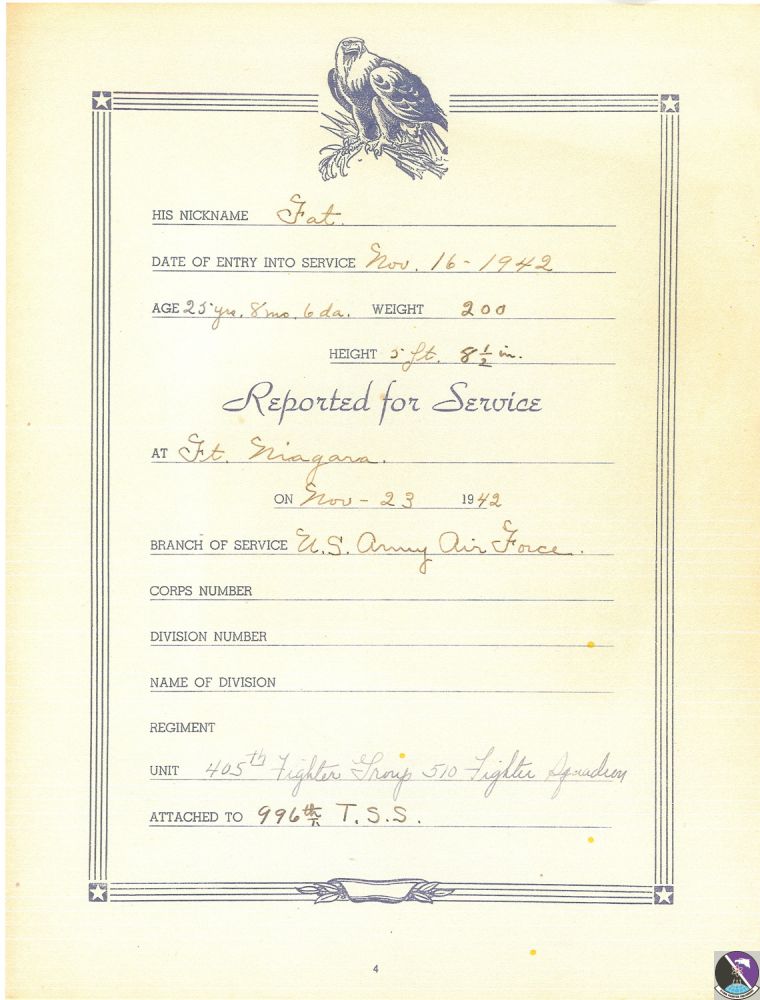 HIS NICKNAME Fat.
DATE OF ENTRY INTO SERVICE Nov. 16 - 1942
AGE 25 yrs. 8 mo. 6 da. WEIGHT 200
HEIGHT 5 ft. 8 1/2 in.
Reported for Service
AT Ft. Niagara.
ON Nov - 23 1942
BRANCH OF SERVICE U.S. Army Air Force.
CORPS NUMBER
DIVISION NUMBER
NAME OF DIVISION
REGIMENT
UNIT 405th Fighter Group 510 Fighter Squadron
ATTACHED TO 996th T.S.S.
4